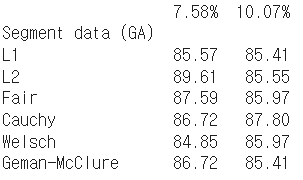 7.58% 10.07%
Segment data (GA)
L1 85.57 85.41
L2 89.61 85.55
Fair 87.59 85.97
Cauchy 86.72 87.80
Welsch 84.85 85.97
Geman-McClure 86.72 85.41